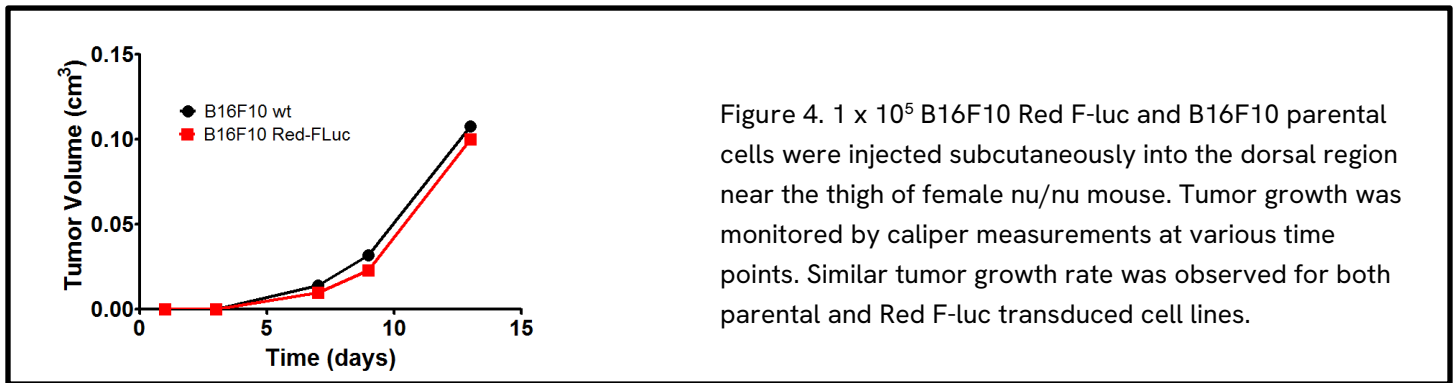 0.15
0.10
0.05
0.00
Tumor Volume (cm³)
B16F10 wt
B16F10 Red-FLuc
0 5 10 15
Time (days)
Figure 4. 1 x 10⁵ B16F10 Red F-luc and B16F10 parental
cells were injected subcutaneously into the dorsal region
near the thigh of female nu/nu mouse. Tumor growth was
monitored by caliper measurements at various time
points. Similar tumor growth rate was observed for both
parental and Red F-luc transduced cell lines.